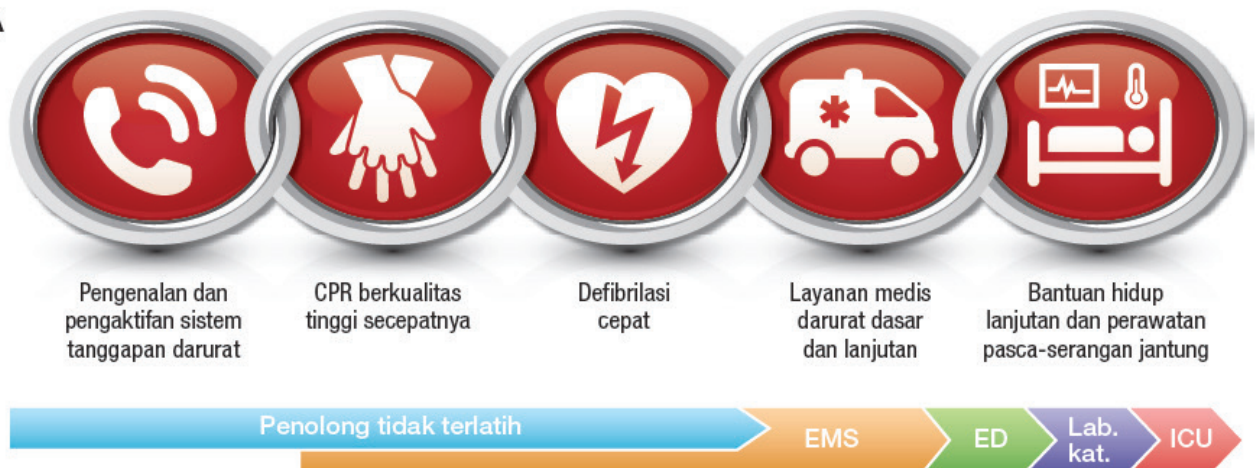 Pengenalan dan
pengaktifan sistem
tanggapan darurat
CPR berkualitas
tinggi secepatnya
Defibrilasi
cepat
Layanan medis
darurat dasar
dan lanjutan
Bantuan hidup
lanjutan dan perawatan
pasca-serangan jantung
Penolong tidak terlatih
EMS
ED
Lab.
kat.
ICU